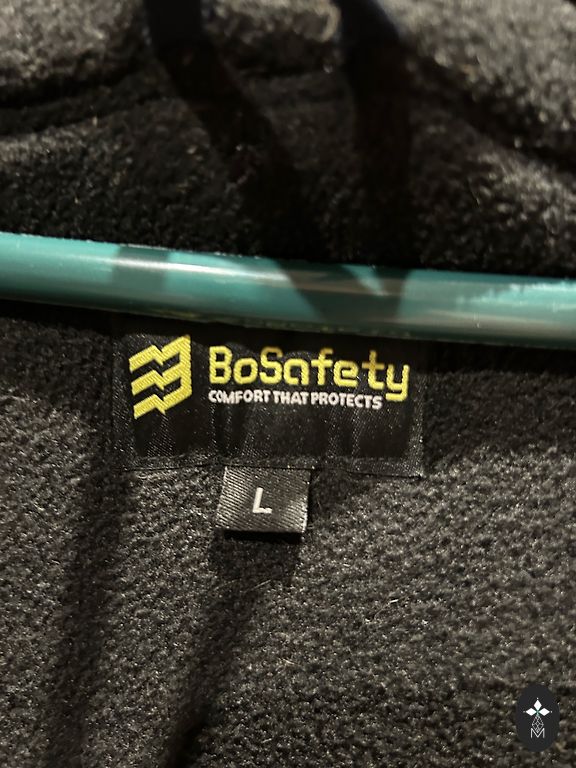 BoSafety
COMFORT THAT PROTECTS
L
M